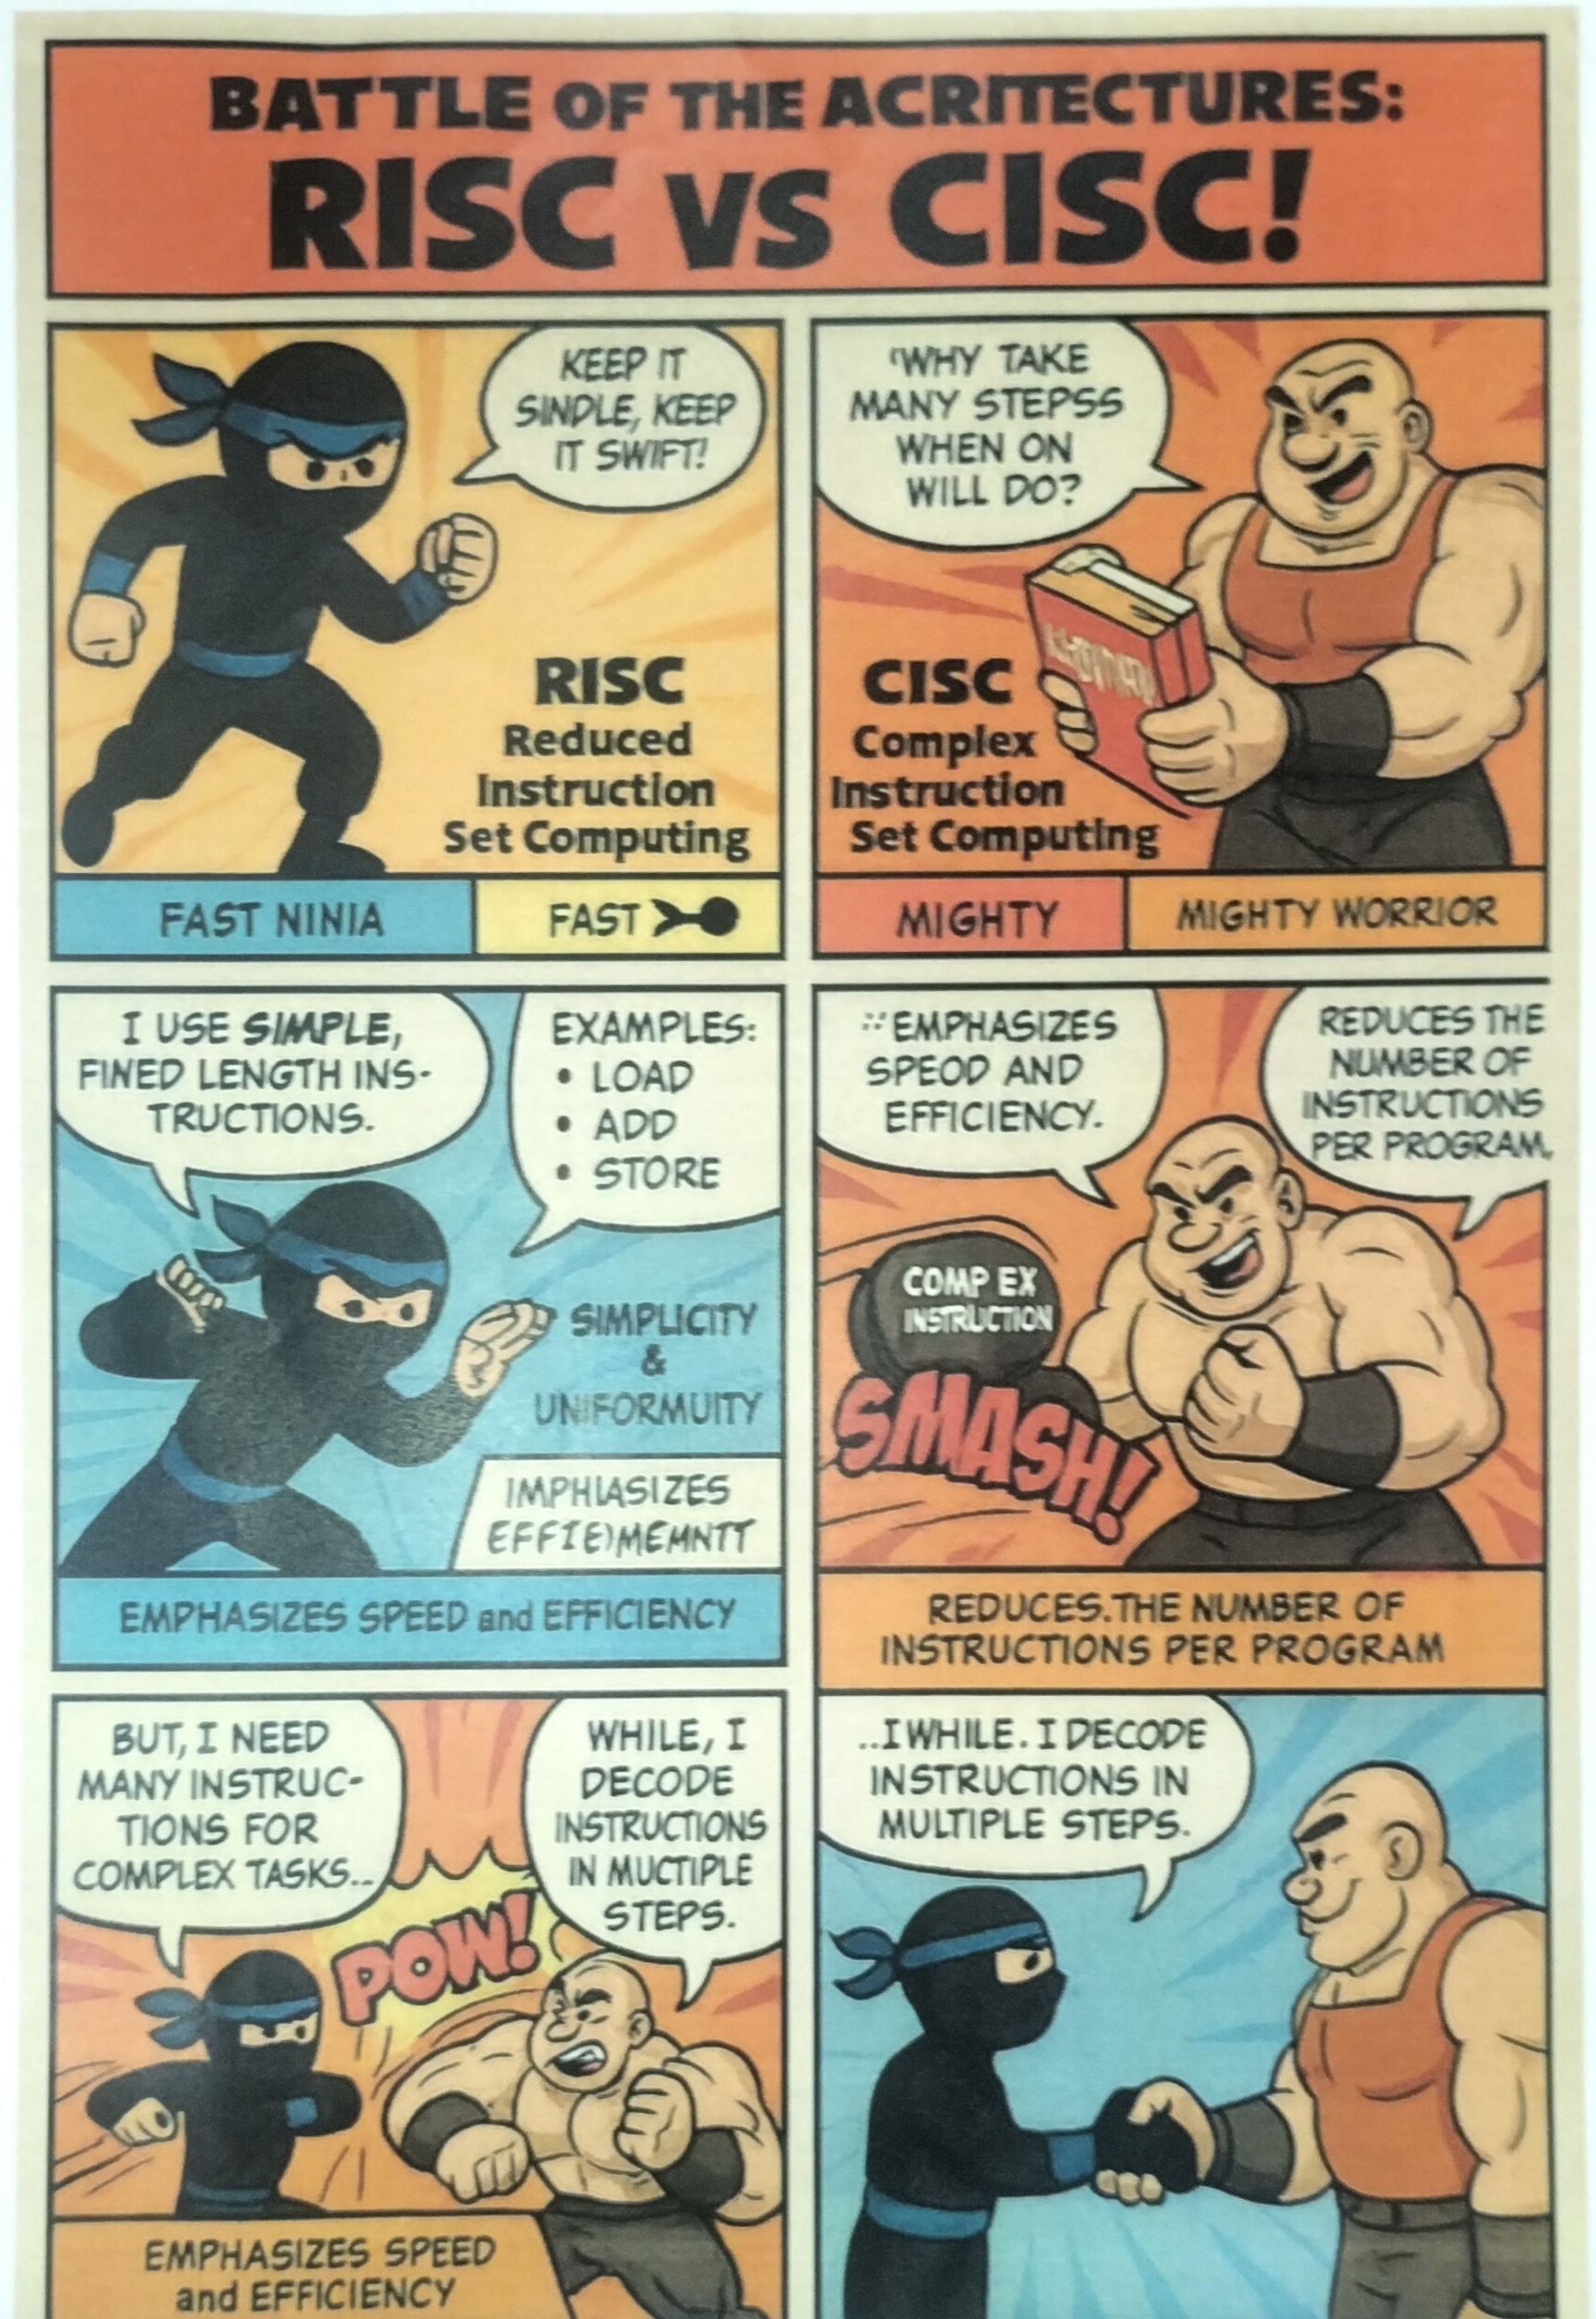 BATTLE OF THE ACRITECTURES:
RISC VS CISC!
KEEP IT
SINDLE, KEEP
IT SWIFT!
RISC
Reduced
Instruction
Set Computing
FAST NINIA
FAST
'WHY TAKE
MANY STEPSS
WHEN ON
WILL DO?
CISC
Complex
Instruction
Set Computing
MIGHTY
MIGHTY WORRIOR
I USE SIMPLE,
FINED LENGTH INS-
TRUCTIONS.
EXAMPLES:
• LOAD
• ADD
• STORE
SIMPLICITY
&
UNIFORMUITY
IMPHIASIZES
EFFIE)MEMNTT
EMPHASIZES SPEED and EFFICIENCY
EMPHASIZES
SPEOD AND
EFFICIENCY.
REDUCES THE
NUMBER OF
INSTRUCTIONS
PER PROGRAM.
COMP EX
INSTRUCTION
SMASH!
REDUCES.THE NUMBER OF
INSTRUCTIONS PER PROGRAM
BUT, I NEED
MANY INSTRUC-
TIONS FOR
COMPLEX TASKS..
WHILE, I
DECODE
INSTRUCTIONS
IN MUCTIPLE
STEPS.
POW!
EMPHASIZES SPEED
and EFFICIENCY
..I WHILE. I DECODE
INSTRUCTIONS IN
MULTIPLE STEPS.